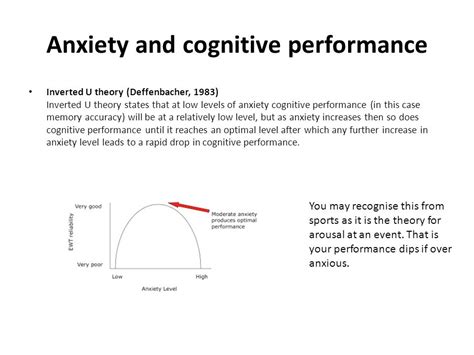 Anxiety and cognitive performance
• Inverted U theory (Deffenbacher, 1983)
Inverted U theory states that at low levels of anxiety cognitive performance (in this case
memory accuracy) will be at a relatively low level, but as anxiety increases then so does
cognitive performance until it reaches an optimal level after which any further increase in
anxiety level leads to a rapid drop in cognitive performance.
Very good
Moderate anxiety
produces optimal
performance
EWT reliability
Very poor
Low
High
Anxiety Level
You may recognise this from
sports as it is the theory for
arousal at an event. That is
your performance dips if over
anxious.